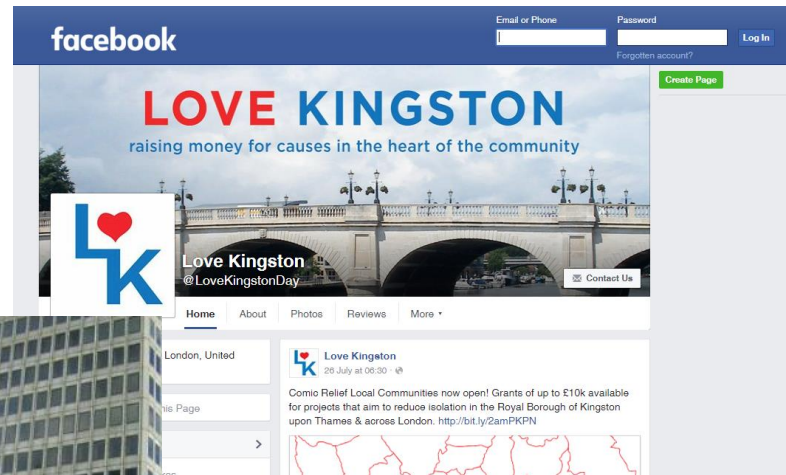 Email or Phone
Password
facebook
Log In
Forgotten account?
Create Page
LOVE KINGSTON
raising money for causes in the heart of the community
LK
Love Kingston
@LoveKingstonDay
Contact Us
Home
About
Photos
Reviews
More
London, United
his Page
LK
Love Kingston
26 July at 06:30 ·
Comic Relief Local Communities now open! Grants of up to £10k available
for projects that aim to reduce isolation in the Royal Borough of Kingston
upon Thames & across London. http://bit.ly/2amPKPN